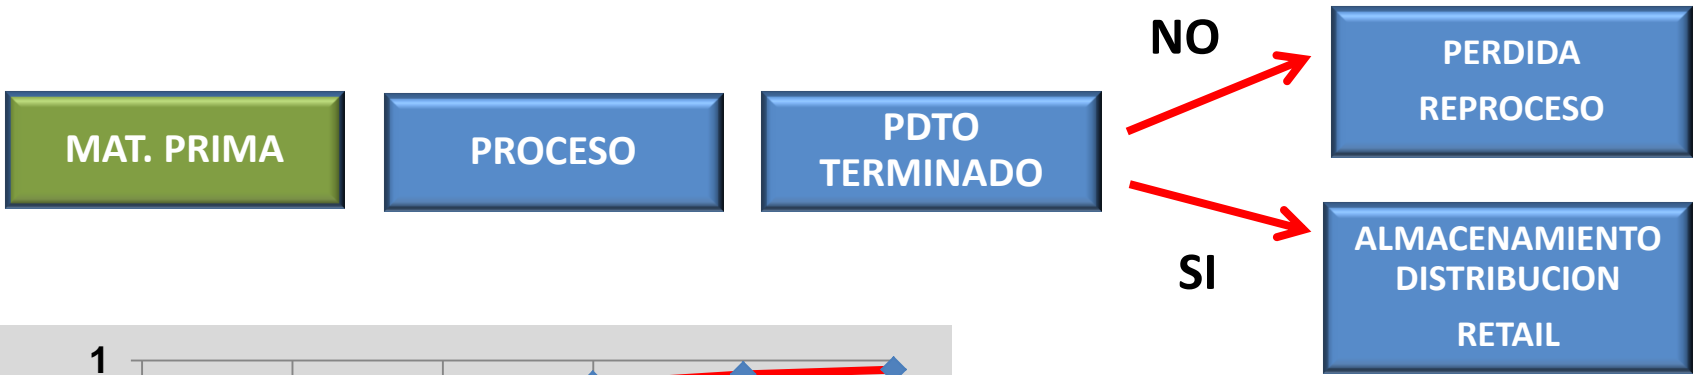 MAT. PRIMA
PROCESO
PDTO
TERMINADO
NO
PERDIDA
REPROCESO
SI
ALMACENAMIENTO
DISTRIBUCION
RETAIL
1